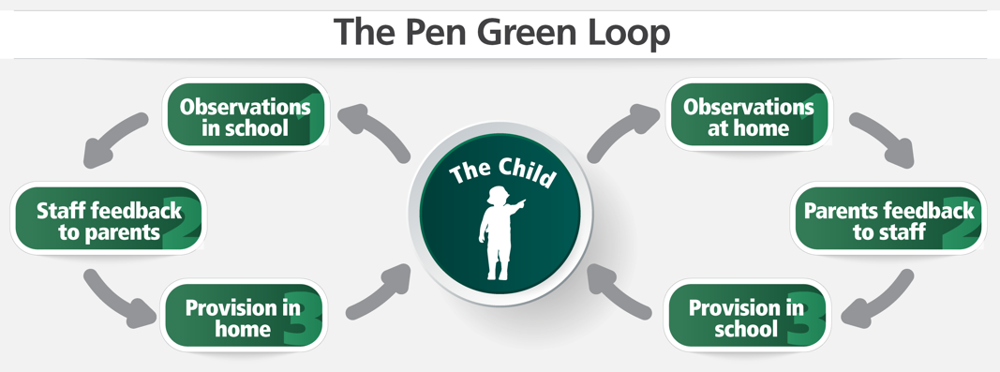 The Pen Green Loop
Observations
in school
1
Staff feedback
to parents
2
Provision in
home
3
The Child
Observations
at home
1
Parents feedback
to staff
2
Provision in
school
3